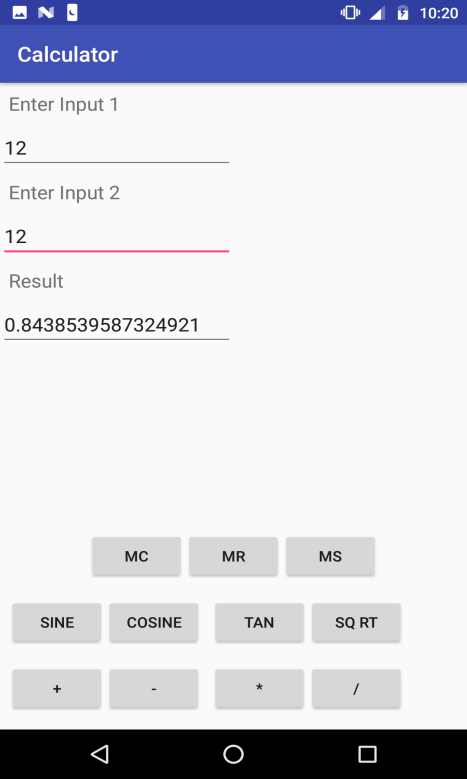 10:20
Calculator
Enter Input 1
12
Enter Input 2
12
Result
0.8438539587324921
MC MR MS
SINE COSINE TAN SQ RT
+ - * /